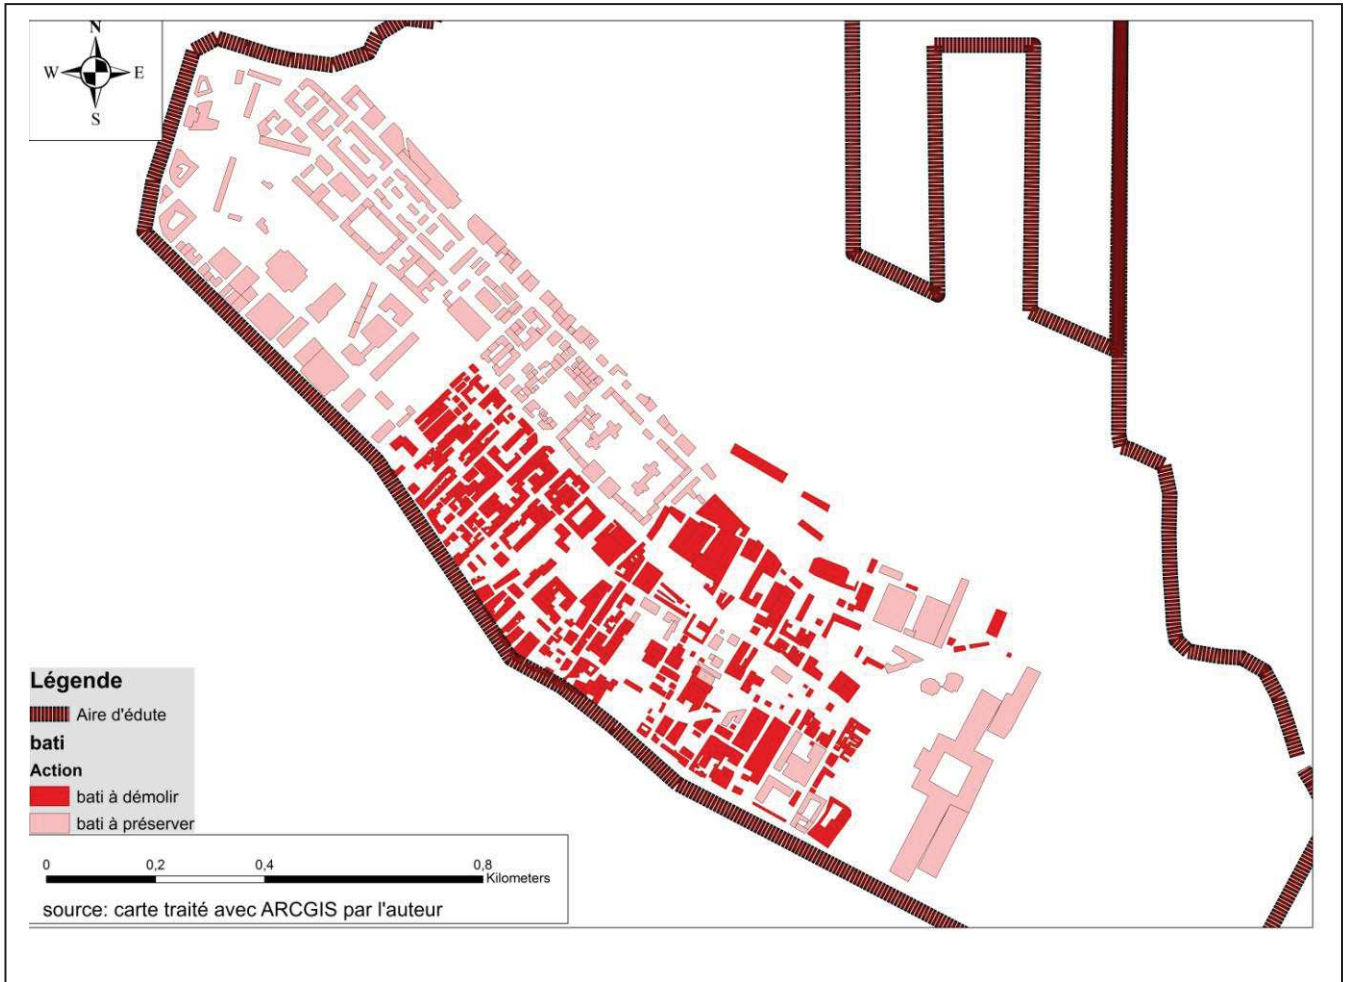 N
W E
S
Légende
Aire d'édute
bati
Action
bati à démolir
bati à préserver
0 0,2 0,4 0,8
Kilometers
source: carte traité avec ARCGIS par l'auteur